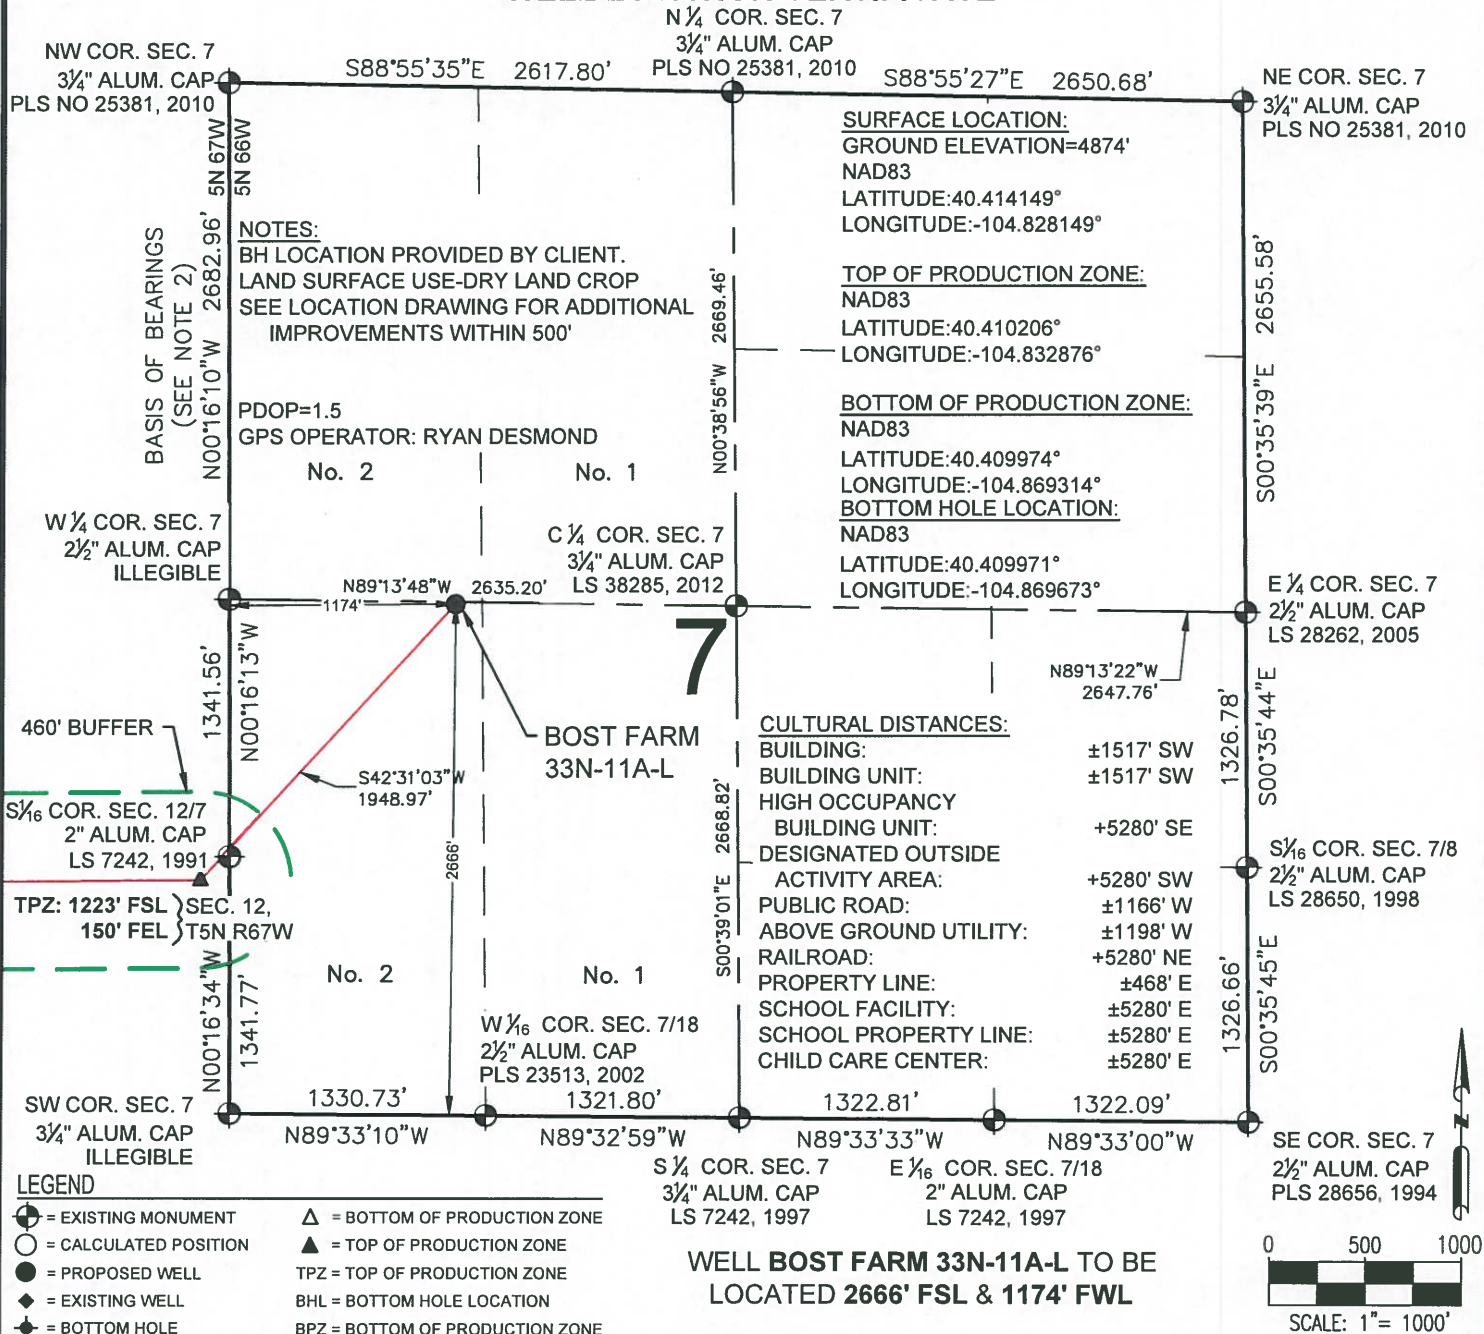 N ¼ COR. SEC. 7
3¼" ALUM. CAP
PLS NO 25381, 2010
NW COR. SEC. 7
3¼" ALUM. CAP
PLS NO 25381, 2010
S88°55'35"E 2617.80'
S88°55'27"E 2650.68'
NE COR. SEC. 7
3¼" ALUM. CAP
PLS NO 25381, 2010
5N 67W
5N 66W
BASIS OF BEARINGS
(SEE NOTE 2)
N00°16'10"W 2682.96'
NOTES:
BH LOCATION PROVIDED BY CLIENT.
LAND SURFACE USE-DRY LAND CROP
SEE LOCATION DRAWING FOR ADDITIONAL
IMPROVEMENTS WITHIN 500'
PDOP=1.5
GPS OPERATOR: RYAN DESMOND
No. 2
No. 1
N00°38'56"W 2669.46'
SURFACE LOCATION:
GROUND ELEVATION=4874'
NAD83
LATITUDE:40.414149°
LONGITUDE:-104.828149°
TOP OF PRODUCTION ZONE:
NAD83
LATITUDE:40.410206°
LONGITUDE:-104.832876°
BOTTOM OF PRODUCTION ZONE:
NAD83
LATITUDE:40.409974°
LONGITUDE:-104.869314°
BOTTOM HOLE LOCATION:
NAD83
LATITUDE:40.409971°
LONGITUDE:-104.869673°
S00°35'39"E 2655.58'
W ¼ COR. SEC. 7
2½" ALUM. CAP
ILLEGIBLE
C ¼ COR. SEC. 7
3¼" ALUM. CAP
LS 38285, 2012
N89°13'48"W 2635.20'
1174'
E ¼ COR. SEC. 7
2½" ALUM. CAP
LS 28262, 2005
7
N89°13'22"W
2647.76'
1341.56'
N00°16'13"W
460' BUFFER
BOST FARM
33N-11A-L
S42°31'03"W
1948.97'
2666'
S¹⁄₁₆ COR. SEC. 12/7
2" ALUM. CAP
LS 7242, 1991
TPZ: 1223' FSL } SEC. 12,
150' FEL } T5N R67W
N00°16'34"W
1341.77'
No. 2
No. 1
S00°39'01"E 2668.82'
CULTURAL DISTANCES:
BUILDING: ±1517' SW
BUILDING UNIT: ±1517' SW
HIGH OCCUPANCY
BUILDING UNIT: +5280' SE
DESIGNATED OUTSIDE
ACTIVITY AREA: +5280' SW
PUBLIC ROAD: ±1166' W
ABOVE GROUND UTILITY: ±1198' W
RAILROAD: +5280' NE
PROPERTY LINE: ±468' E
SCHOOL FACILITY: ±5280' E
SCHOOL PROPERTY LINE: ±5280' E
CHILD CARE CENTER: ±5280' E
1326.78'
S00°35'44"E
S¹⁄₁₆ COR. SEC. 7/8
2½" ALUM. CAP
LS 28650, 1998
1326.66'
S00°35'45"E
W ¹⁄₁₆ COR. SEC. 7/18
2½" ALUM. CAP
PLS 23513, 2002
SW COR. SEC. 7
3¼" ALUM. CAP
ILLEGIBLE
1330.73'
N89°33'10"W
1321.80'
N89°32'59"W
1322.81'
N89°33'33"W
1322.09'
N89°33'00"W
S ¼ COR. SEC. 7
3¼" ALUM. CAP
LS 7242, 1997
E ¹⁄₁₆ COR. SEC. 7/18
2" ALUM. CAP
LS 7242, 1997
SE COR. SEC. 7
2½" ALUM. CAP
PLS 28656, 1994
N
LEGEND
= EXISTING MONUMENT
= CALCULATED POSITION
= PROPOSED WELL
= EXISTING WELL
= BOTTOM HOLE
= BOTTOM OF PRODUCTION ZONE
= TOP OF PRODUCTION ZONE
TPZ = TOP OF PRODUCTION ZONE
BHL = BOTTOM HOLE LOCATION
BPZ = BOTTOM OF PRODUCTION ZONE
WELL BOST FARM 33N-11A-L TO BE
LOCATED 2666' FSL & 1174' FWL
0 500 1000
SCALE: 1"= 1000'